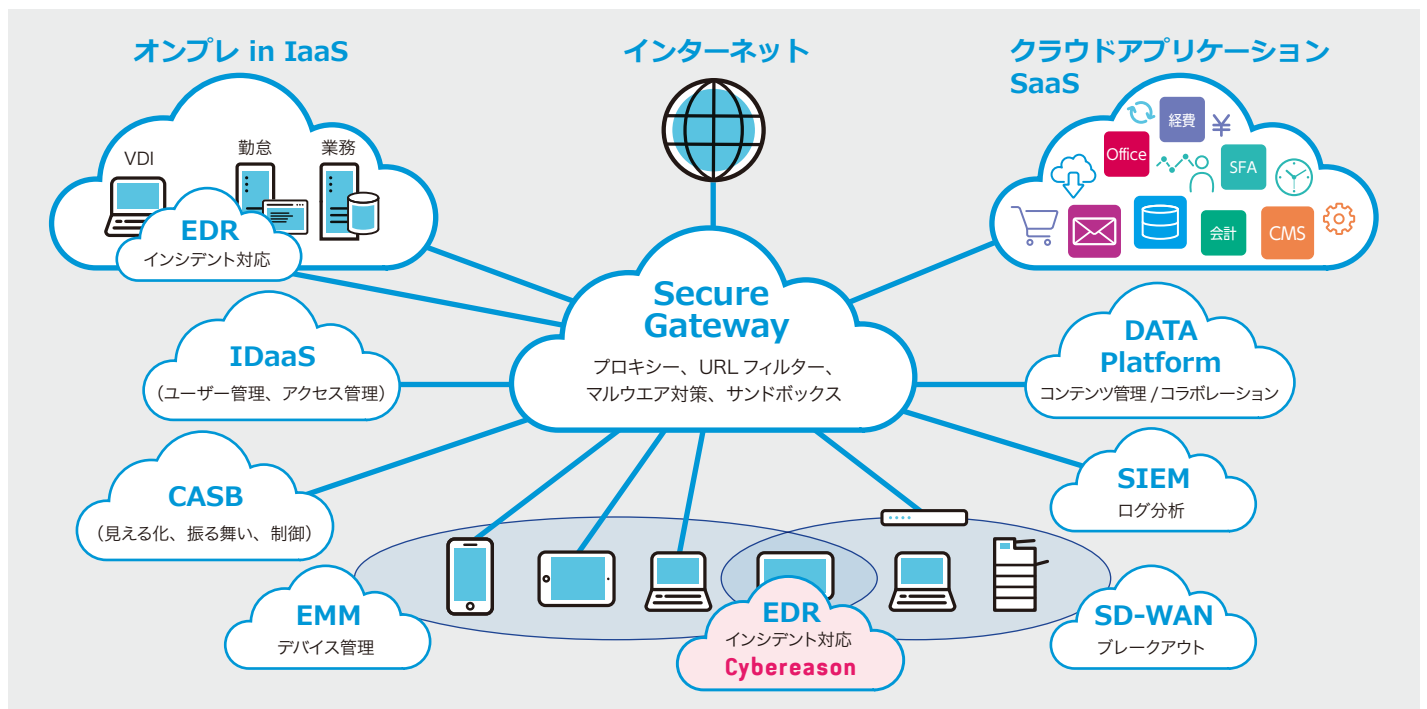 オンプレ in IaaS
インターネット
クラウドアプリケーション
SaaS
VDI
勤怠
業務
EDR
インシデント対応
経費
¥
Office
SFA
会計
CMS
Secure
Gateway
プロキシー、URL フィルター、
マルウエア対策、サンドボックス
IDaaS
（ユーザー管理、アクセス管理）
DATA
Platform
コンテンツ管理 /コラボレーション
CASB
（見える化、振る舞い、制御）
SIEM
ログ分析
EMM
デバイス管理
EDR
インシデント対応
Cybereason
SD-WAN
ブレークアウト